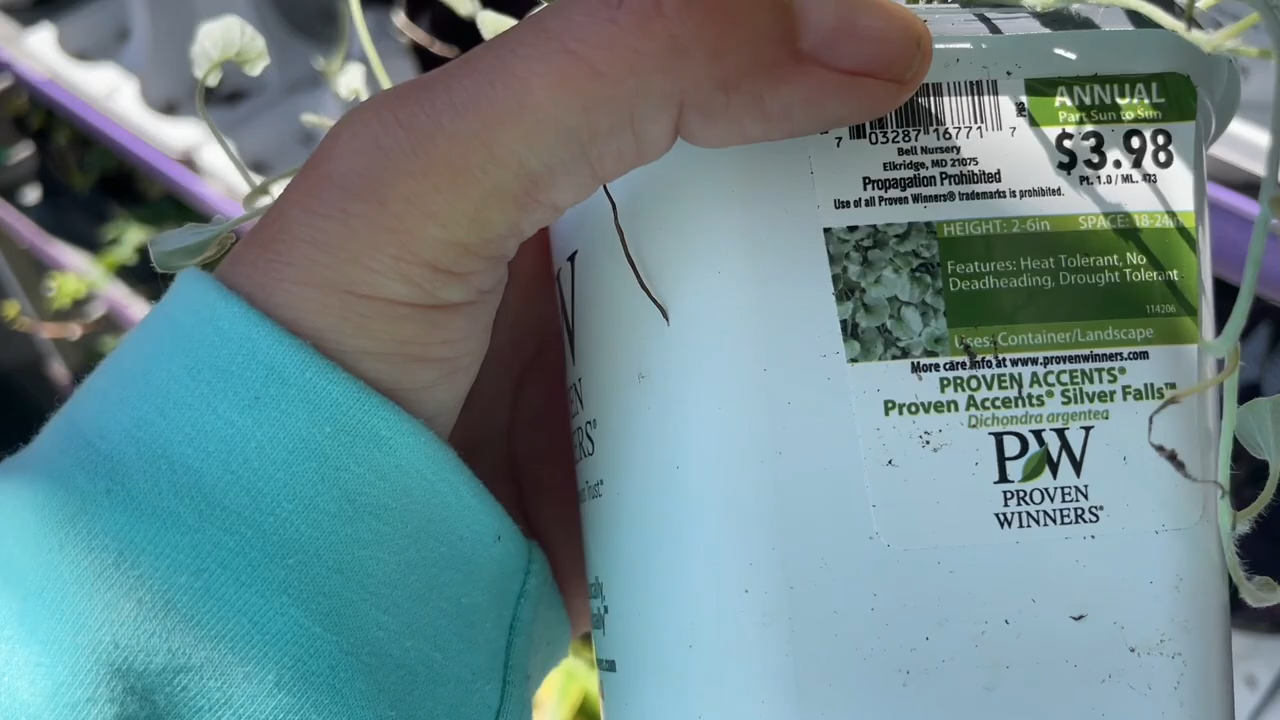 ANNUAL
Part Sun to Sun
$3.98
Pt. 1.0 / ML. 473
7 03287 16771 7
Bell Nursery
Elkridge, MD 21075
Propagation Prohibited
Use of all Proven Winners® trademarks is prohibited.
HEIGHT: 2-6in SPACE: 18-24in
Features: Heat Tolerant, No
Deadheading, Drought Tolerant
114206
Uses: Container/Landscape
More care info at www.provenwinners.com
PROVEN ACCENTS®
Proven Accents® Silver Falls™
Dichondra argentea
PW
PROVEN
WINNERS®